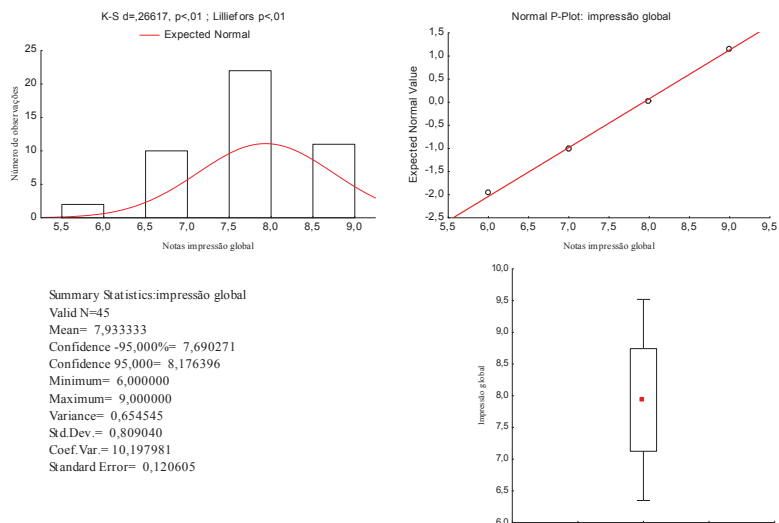 K-S d=,26617, p<,01 ; Lilliefors p<,01
Expected Normal
Número de observações
25
20
15
10
5
0
5,5 6,0 6,5 7,0 7,5 8,0 8,5 9,0
Notas impressão global
Normal P-Plot: impressão global
Expected Normal Value
1,5
1,0
0,5
0,0
-0,5
-1,0
-1,5
-2,0
-2,5
5,5 6,0 6,5 7,0 7,5 8,0 8,5 9,0 9,5
Notas impressão global
Summary Statistics:impressão global
Valid N=45
Mean= 7,933333
Confidence -95,000%= 7,690271
Confidence 95,000= 8,176396
Minimum= 6,000000
Maximum= 9,000000
Variance= 0,654545
Std.Dev.= 0,809040
Coef.Var.= 10,197981
Standard Error= 0,120605
Impressão global
10,0
9,5
9,0
8,5
8,0
7,5
7,0
6,5
6,0